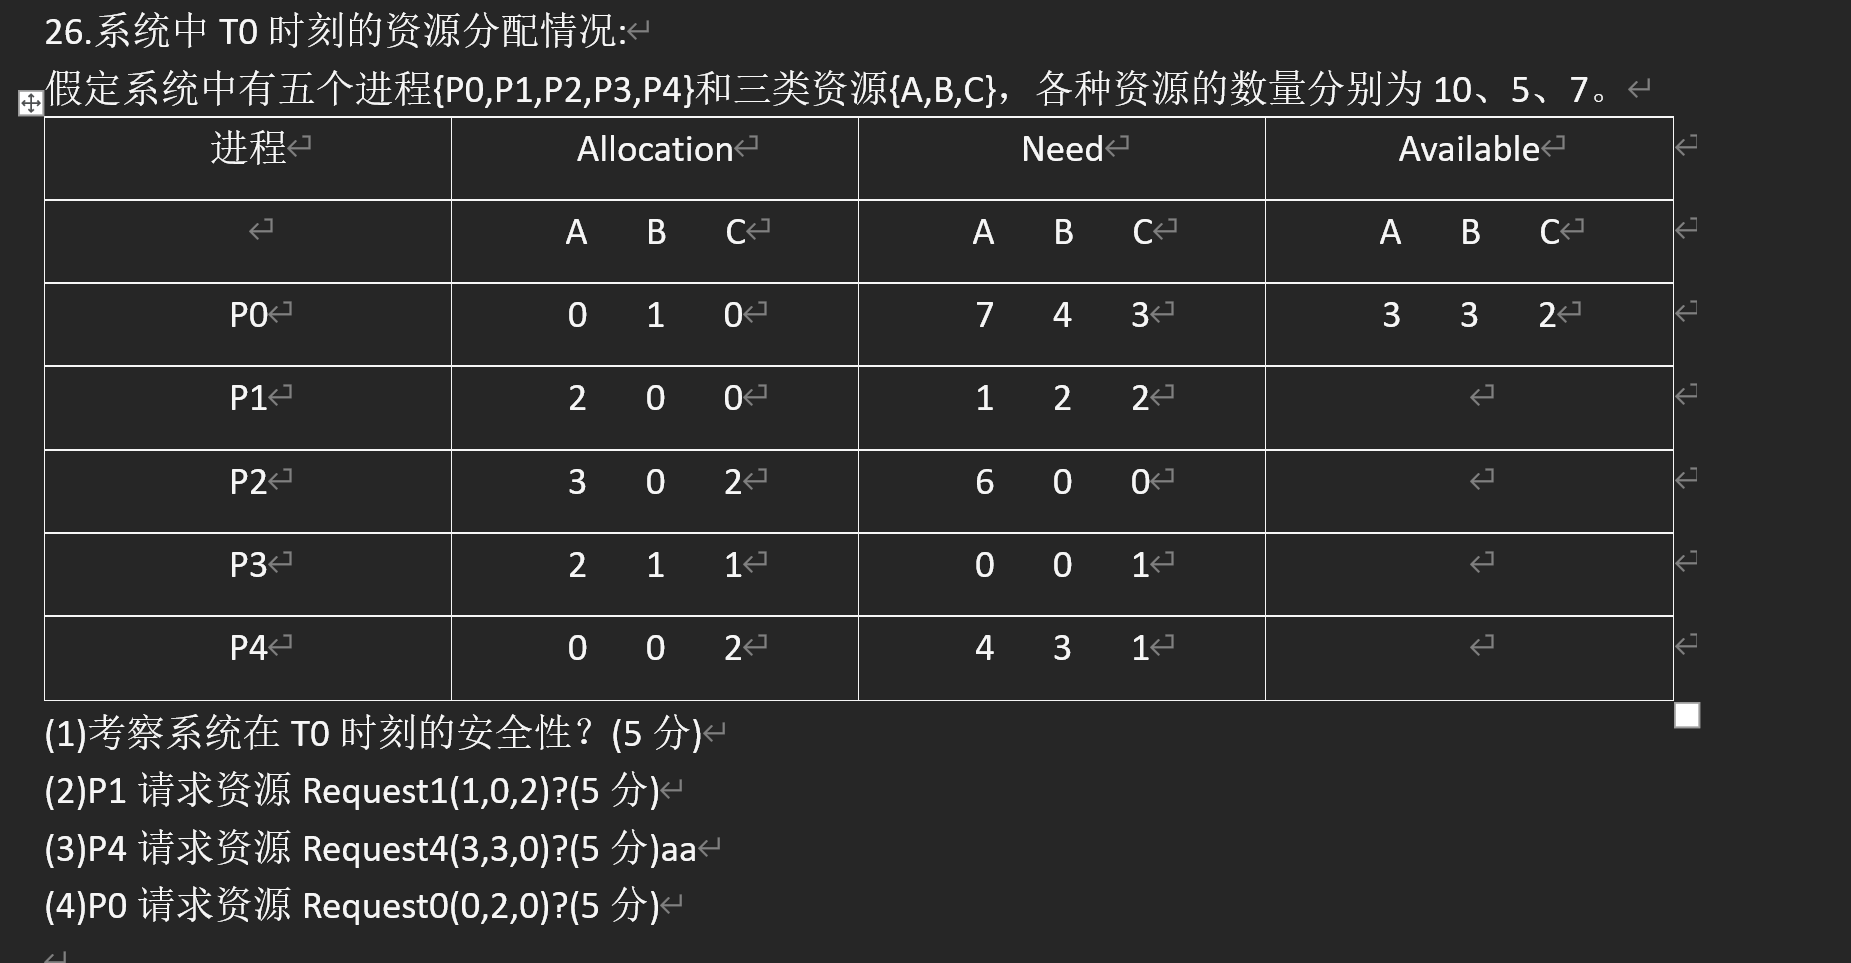 26.系统中 T0 时刻的资源分配情况:
假定系统中有五个进程{P0,P1,P2,P3,P4}和三类资源{A,B,C}，各种资源的数量分别为 10、5、7。
进程 Allocation Need Available
A B C A B C A B C
P0 0 1 0 7 4 3 3 3 2
P1 2 0 0 1 2 2
P2 3 0 2 6 0 0
P3 2 1 1 0 0 1
P4 0 0 2 4 3 1
(1)考察系统在 T0 时刻的安全性？(5 分)
(2)P1 请求资源 Request1(1,0,2)?(5 分)
(3)P4 请求资源 Request4(3,3,0)?(5 分)aa
(4)P0 请求资源 Request0(0,2,0)?(5 分)